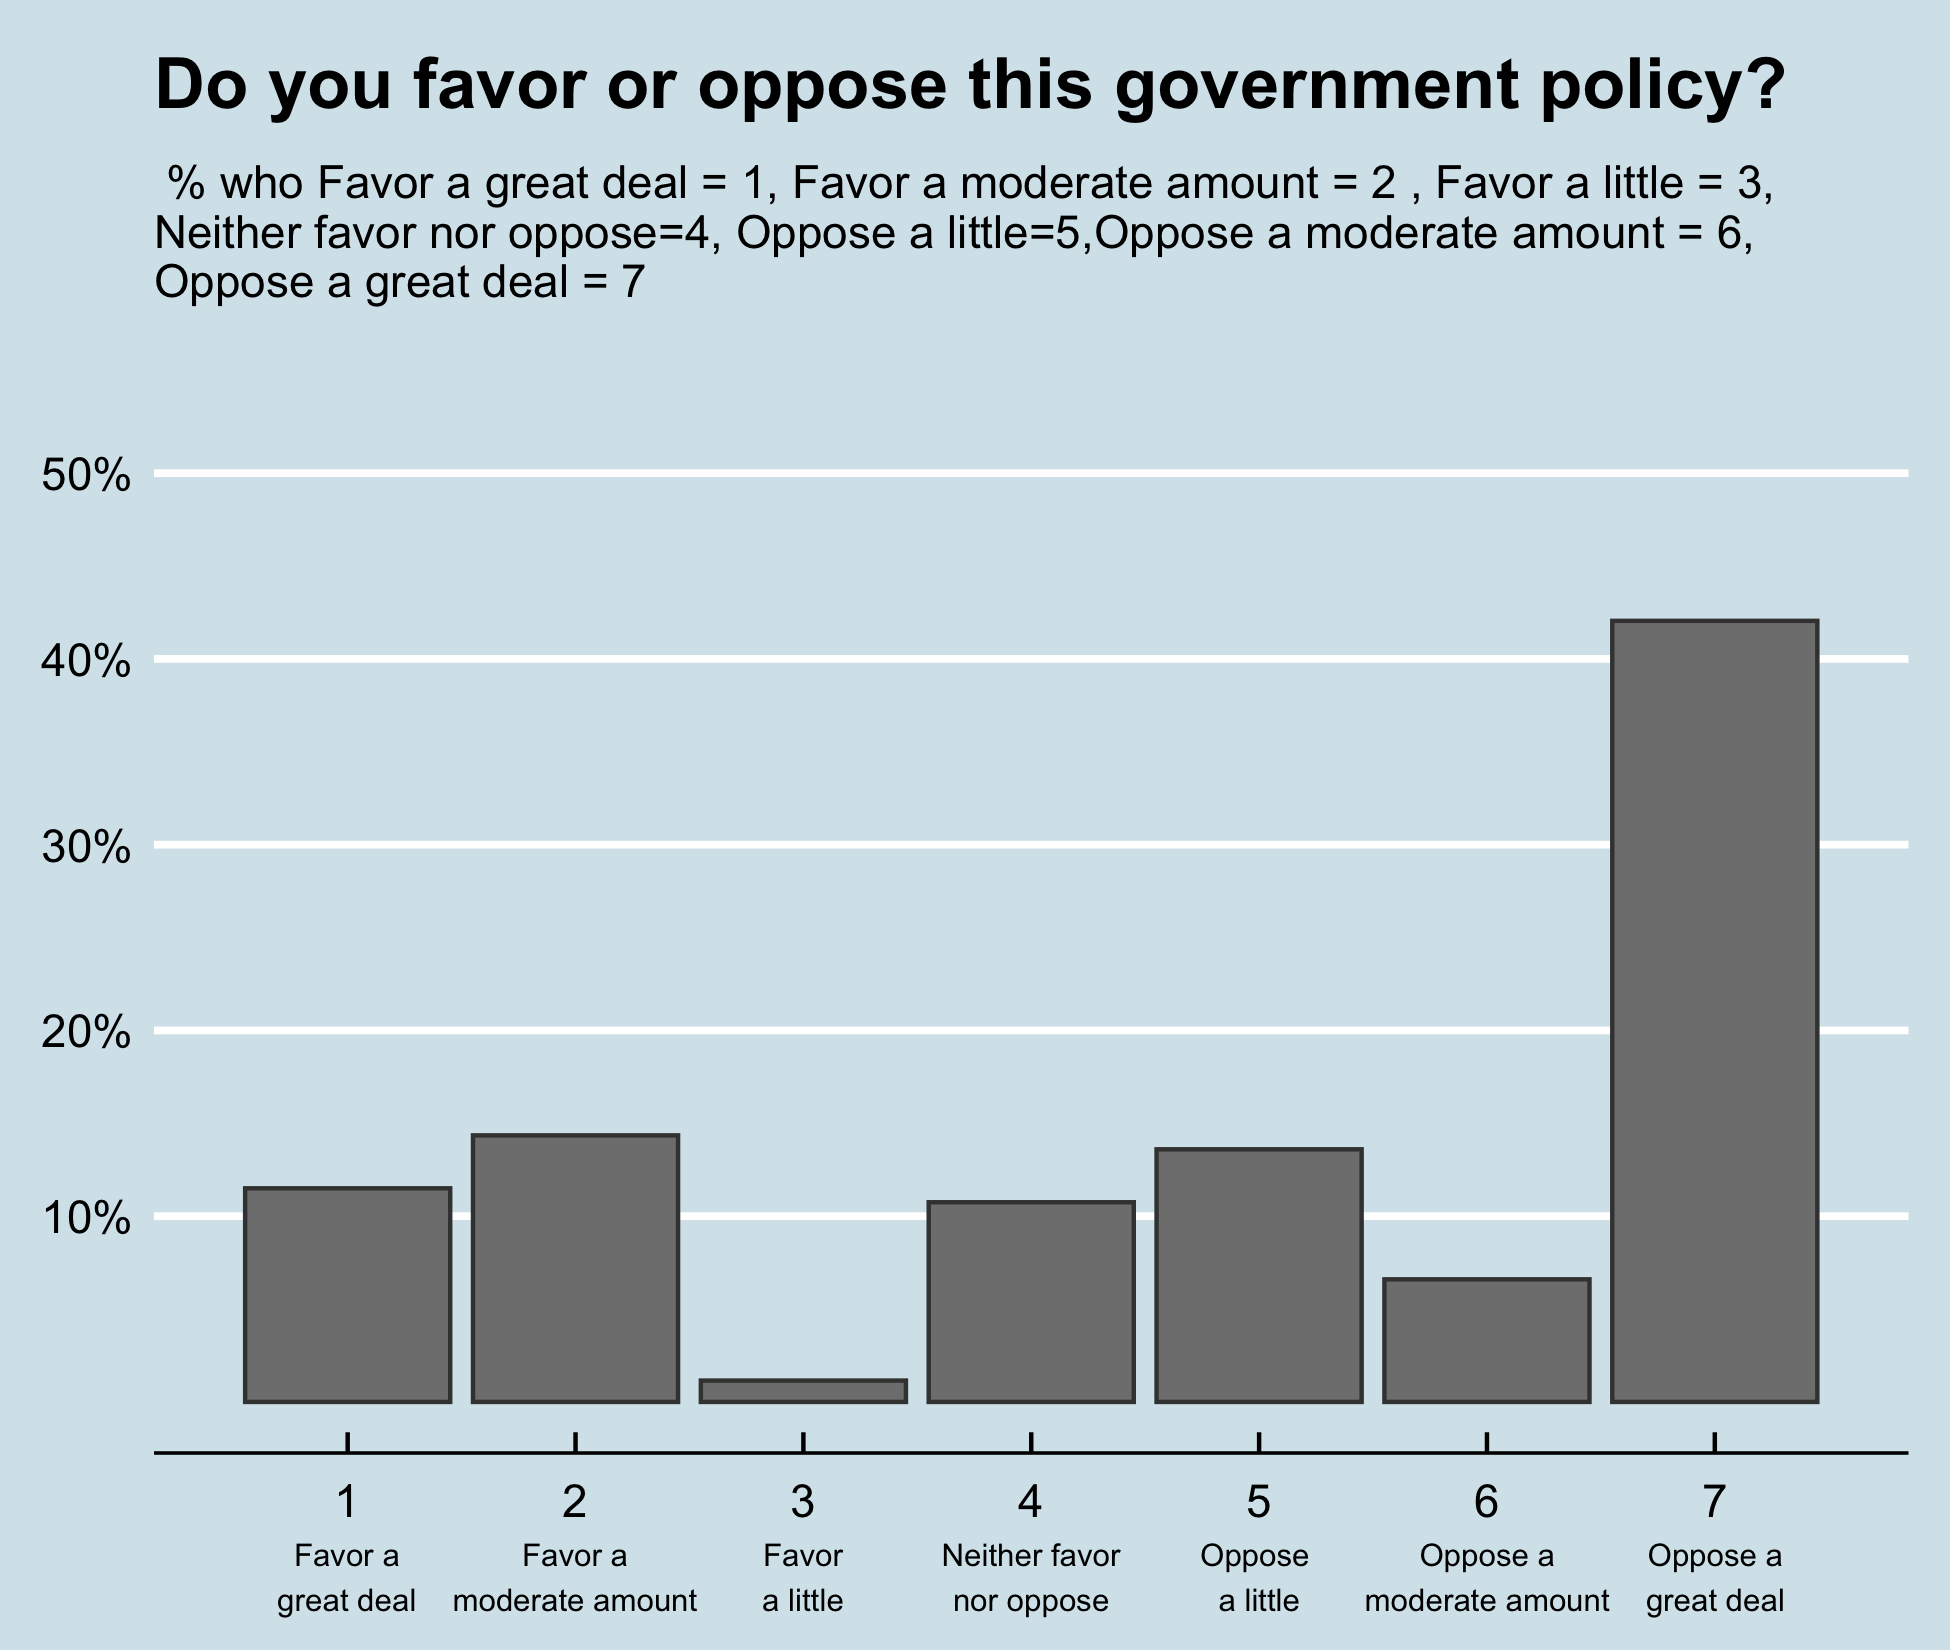 Do you favor or oppose this government policy?
% who Favor a great deal = 1, Favor a moderate amount = 2 , Favor a little = 3,
Neither favor nor oppose=4, Oppose a little=5,Oppose a moderate amount = 6,
Oppose a great deal = 7
50%
40%
30%
20%
10%
1 2 3 4 5 6 7
Favor a Favor a Favor Neither favor Oppose Oppose a Oppose a
great deal moderate amount a little nor oppose a little moderate amount great deal